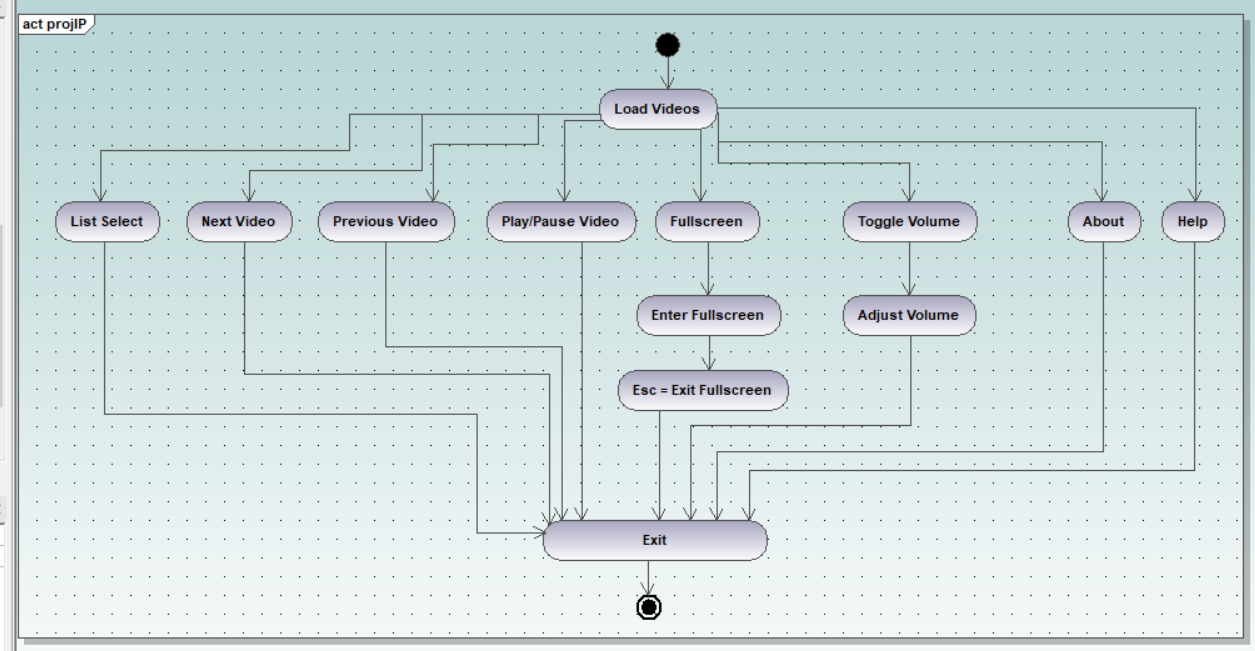 act projIP
Load Videos
List Select
Next Video
Previous Video
Play/Pause Video
Fullscreen
Toggle Volume
About
Help
Enter Fullscreen
Adjust Volume
Esc = Exit Fullscreen
Exit